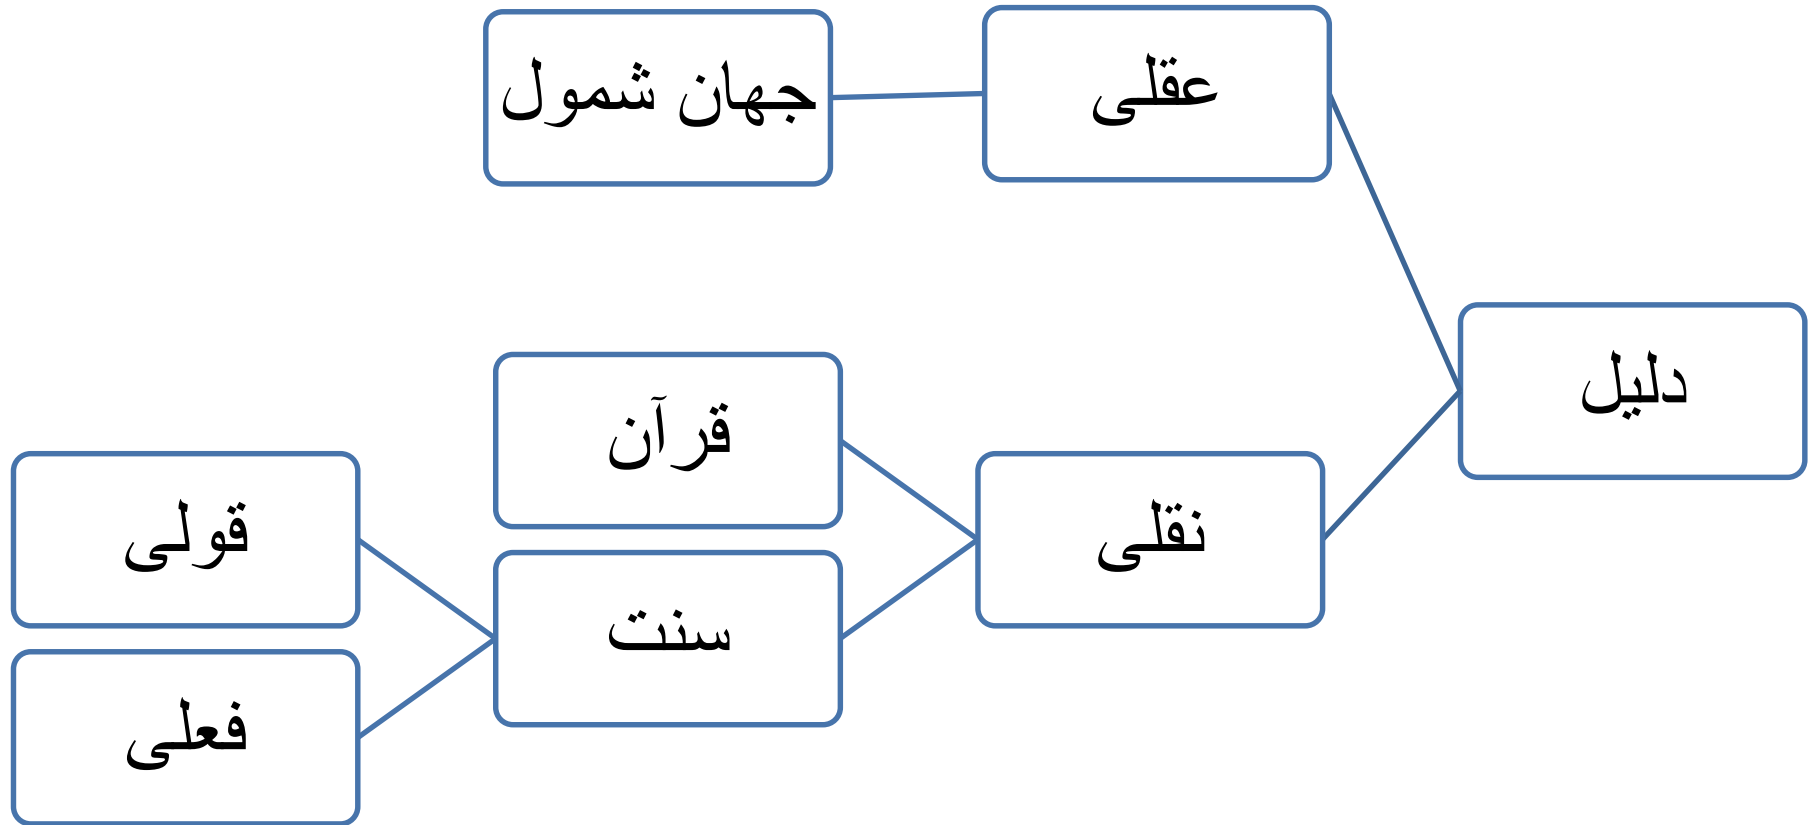 دلیل
عقلی
جهان شمول
نقلی
قرآن
سنت
قولی
فعلی